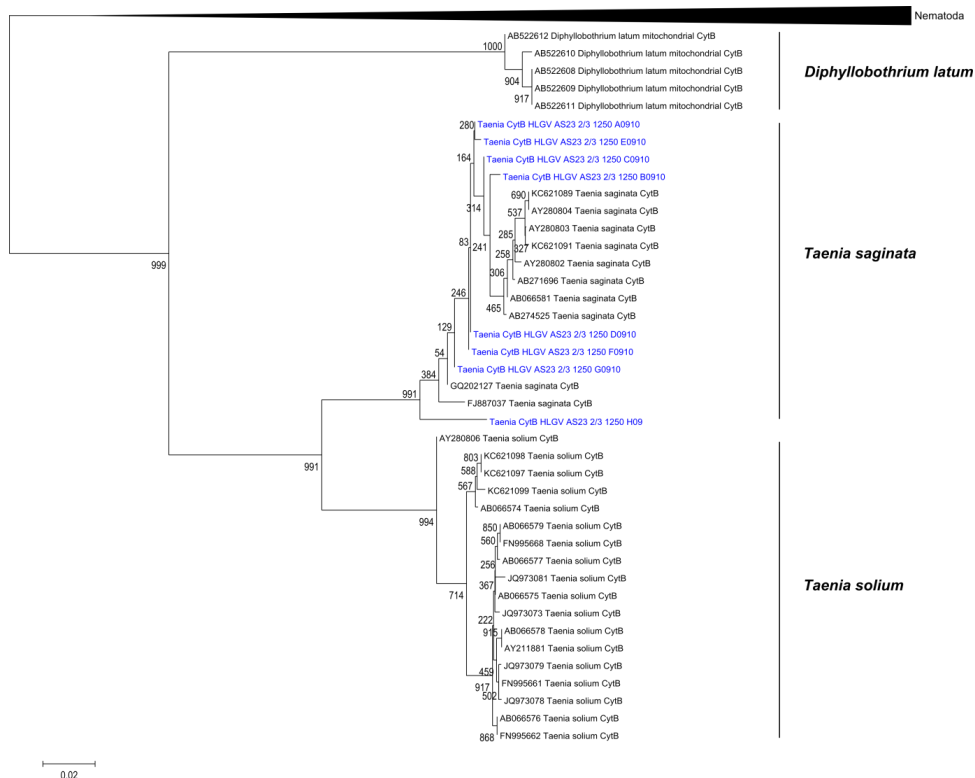 Nematoda
AB522612 Diphyllobothrium latum mitochondrial CytB
1000
AB522610 Diphyllobothrium latum mitochondrial CytB
AB522608 Diphyllobothrium latum mitochondrial CytB
Diphyllobothrium latum
904
AB522609 Diphyllobothrium latum mitochondrial CytB
917
AB522611 Diphyllobothrium latum mitochondrial CytB
280
Taenia CytB HLGV AS23 2/3 1250 A0910
Taenia CytB HLGV AS23 2/3 1250 E0910
164
Taenia CytB HLGV AS23 2/3 1250 C0910
Taenia CytB HLGV AS23 2/3 1250 B0910
690
KC621089 Taenia saginata CytB
314
537
AY280804 Taenia saginata CytB
285
AY280803 Taenia saginata CytB
83
241
327
KC621091 Taenia saginata CytB
258
Taenia saginata
AY280802 Taenia saginata CytB
999
306
AB271696 Taenia saginata CytB
246
AB066581 Taenia saginata CytB
465
AB274525 Taenia saginata CytB
129
Taenia CytB HLGV AS23 2/3 1250 D0910
54
Taenia CytB HLGV AS23 2/3 1250 F0910
384
Taenia CytB HLGV AS23 2/3 1250 G0910
GQ202127 Taenia saginata CytB
991
FJ887037 Taenia saginata CytB
Taenia CytB HLGV AS23 2/3 1250 H09
AY280806 Taenia solium CytB
803
KC621098 Taenia solium CytB
991
588
KC621097 Taenia solium CytB
567
KC621099 Taenia solium CytB
AB066574 Taenia solium CytB
994
850
AB066579 Taenia solium CytB
560
FN995668 Taenia solium CytB
256
AB066577 Taenia solium CytB
JQ973081 Taenia solium CytB
367
Taenia solium
714
AB066575 Taenia solium CytB
JQ973073 Taenia solium CytB
222
915
AB066578 Taenia solium CytB
AY211881 Taenia solium CytB
JQ973079 Taenia solium CytB
459
FN995661 Taenia solium CytB
917
502
JQ973078 Taenia solium CytB
AB066576 Taenia solium CytB
868
FN995662 Taenia solium CytB
0.02